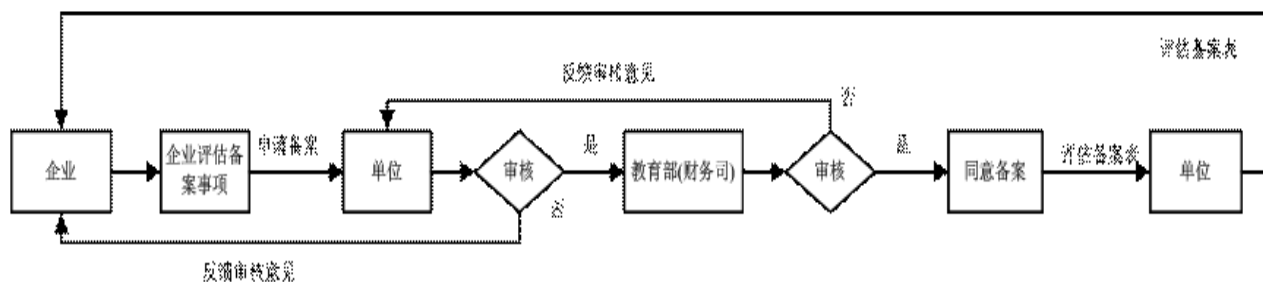 评估备案表
反馈审核意见
否
企业
企业评估备
案事项
申请备案
单位
审核
是
教育部(财务司)
审核
是
同意备案
评估备案表
单位
否
反馈审核意见